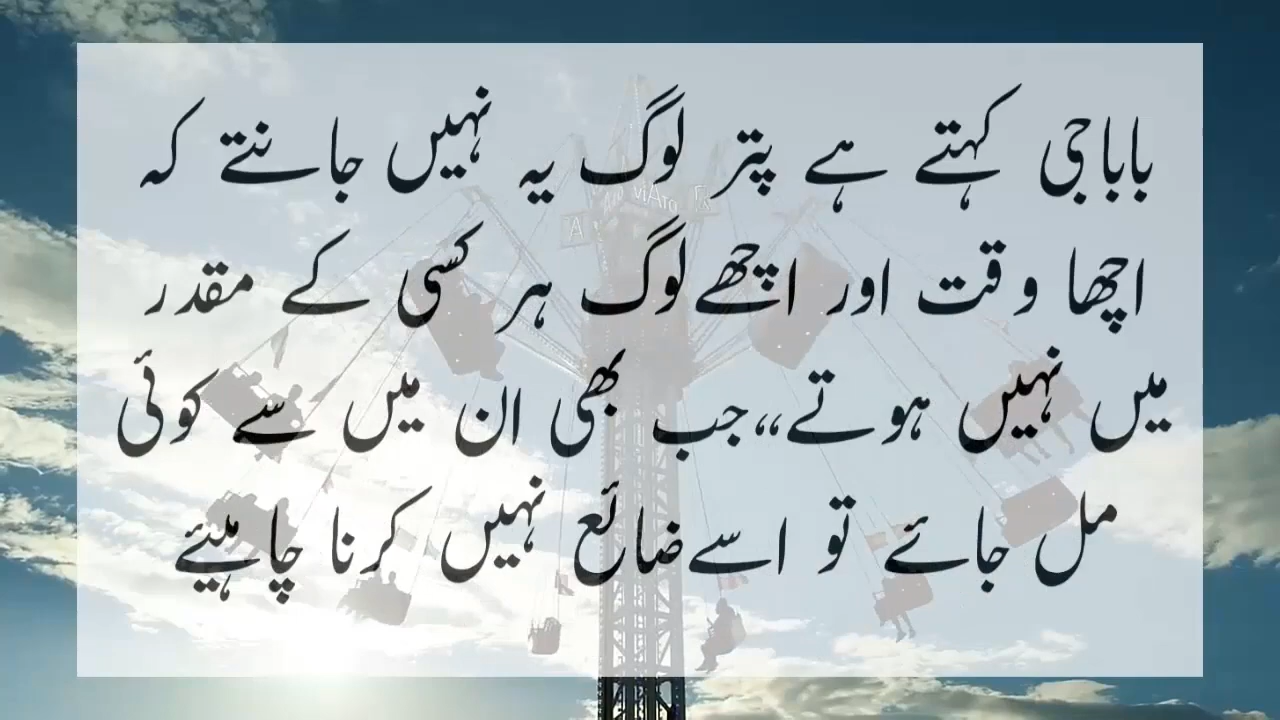 باباجی کہتے ہے پتر لوگ یہ نہیں جاننتے کہ
اچھا وقت اور اچھے لوگ ہر کسی کے مقدر
میں نہیں ہوتے،،جب بھی ان میں سے کوئی
مل جائے تو اسے ضائع نہیں کرنا چاہیئے